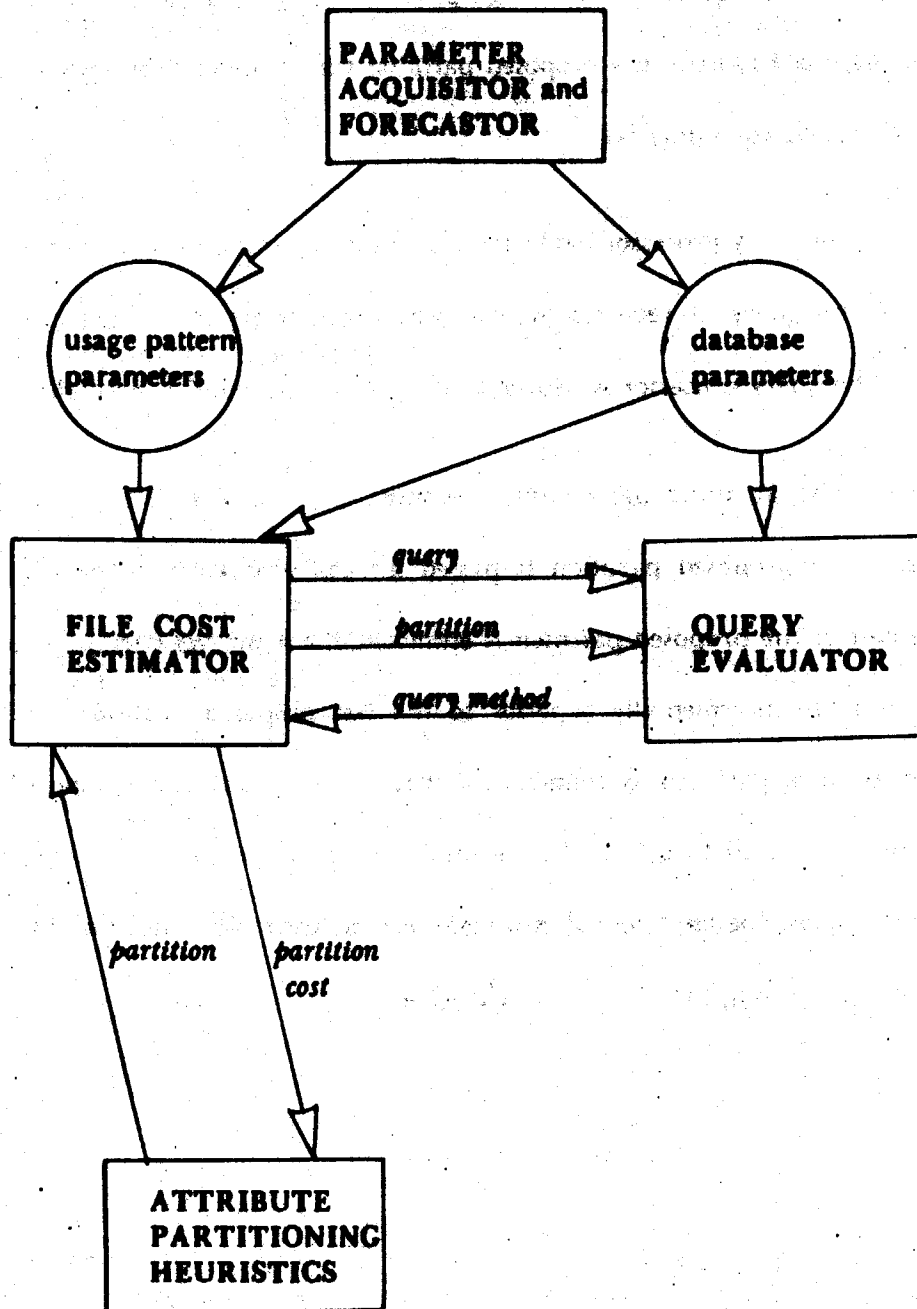 PARAMETER
ACQUISITOR and
FORECASTOR
usage pattern
parameters
database
parameters
query
FILE COST
ESTIMATOR
partition
QUERY
EVALUATOR
query method
partition
partition
cost
ATTRIBUTE
PARTITIONING
HEURISTICS